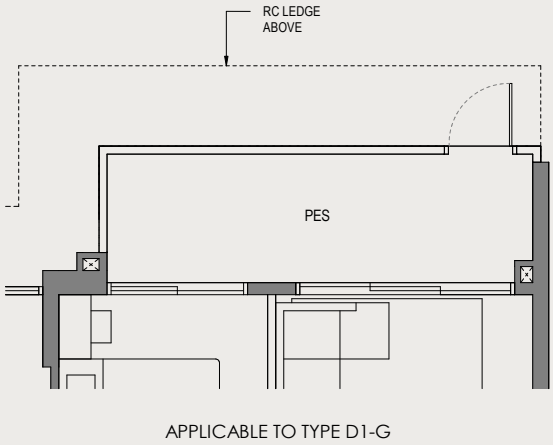 RC LEDGE
ABOVE
PES
APPLICABLE TO TYPE D1-G